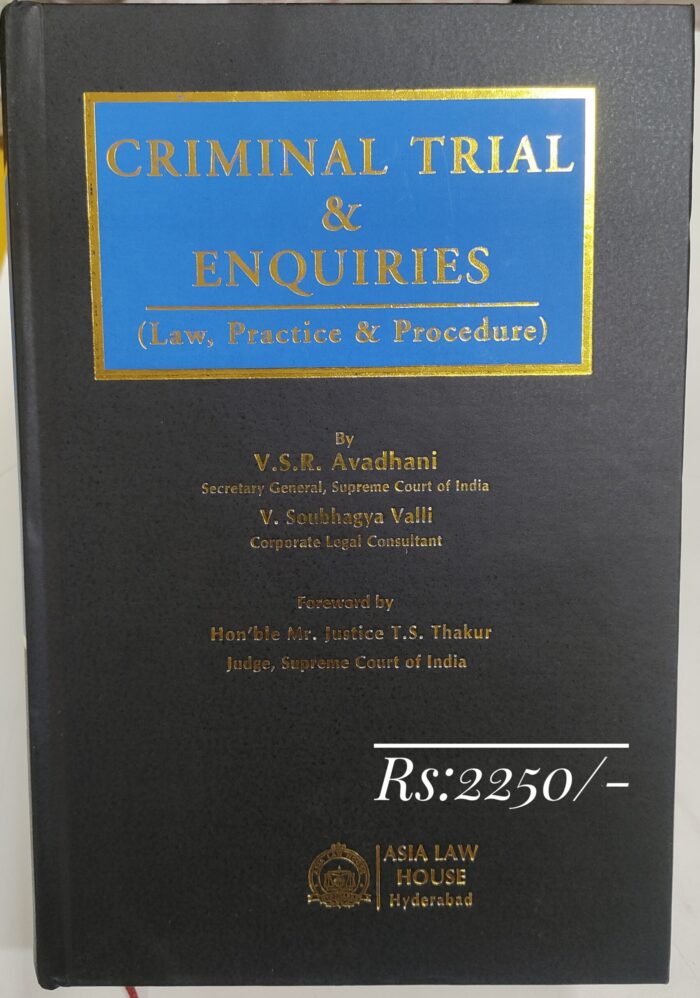 CRIMINAL TRIAL
&
ENQUIRIES
(Law, Practice & Procedure)
By
V.S.R. Avadhani
Secretary General, Supreme Court of India
V. Soubhagya Valli
Corporate Legal Consultant
Foreword by
Hon'ble Mr. Justice T.S. Thakur
Judge, Supreme Court of India
Rs:2250/-
ASIA LAW
HOUSE
Hyderabad